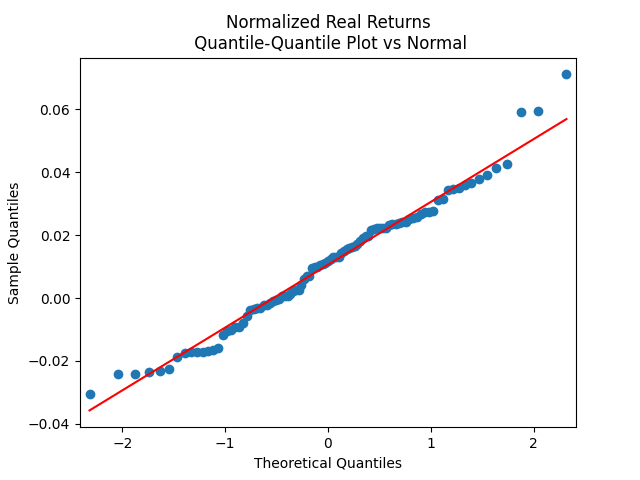 Normalized Real Returns
Quantile-Quantile Plot vs Normal
0.06
0.04
0.02
0.00
−0.02
−0.04
Sample Quantiles
−2
−1
0
1
2
Theoretical Quantiles